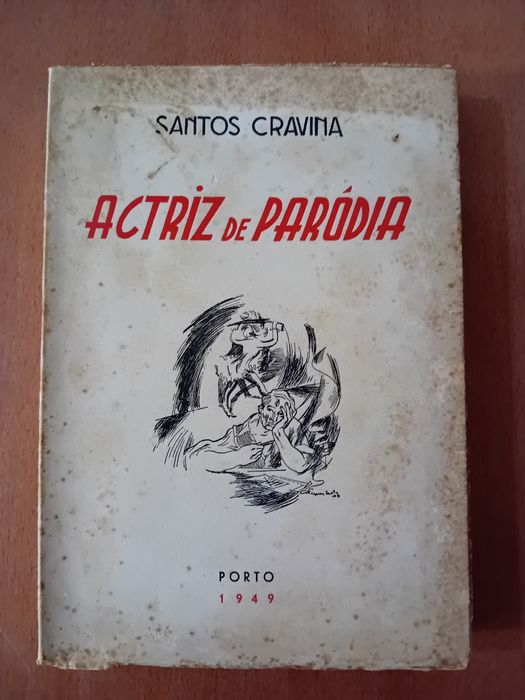 SANTOS CRAVINA
ACTRIZ DE PARÓDIA
PORTO
1949